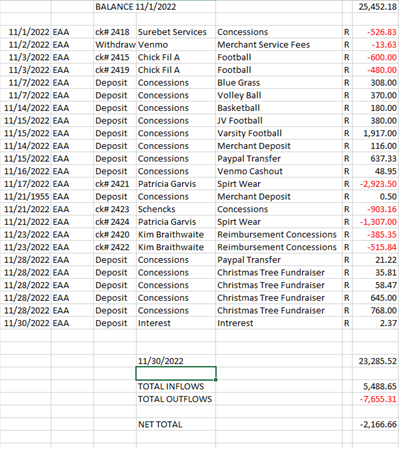 BALANCE 11/1/2022 25,452.18
11/1/2022 EAA ck# 2418 Surebet Services Concessions R -526.83
11/2/2022 EAA Withdraw Venmo Merchant Service Fees R -13.63
11/3/2022 EAA ck# 2415 Chick Fil A Football R -600.00
11/3/2022 EAA ck# 2419 Chick Fil A Football R -480.00
11/7/2022 EAA Deposit Concessions Blue Grass R 308.00
11/7/2022 EAA Deposit Concessions Volley Ball R 370.00
11/14/2022 EAA Deposit Concessions Basketball R 180.00
11/15/2022 EAA Deposit Concessions JV Football R 380.00
11/15/2022 EAA Deposit Concessions Varsity Football R 1,917.00
11/14/2022 EAA Deposit Concessions Merchant Deposit R 116.00
11/15/2022 EAA Deposit Concessions Paypal Transfer R 637.33
11/16/2022 EAA Deposit Concessions Venmo Cashout R 48.95
11/17/2022 EAA ck# 2421 Patricia Garvis Spirt Wear R -2,923.50
11/21/1955 EAA Deposit Concessions Merchant Deposit R 0.50
11/21/2022 EAA ck# 2423 Schencks Concessions R -903.16
11/21/2022 EAA ck# 2424 Patricia Garvis Spirt Wear R -1,307.00
11/23/2022 EAA ck# 2420 Kim Braithwaite Reimbursement Concessions R -385.35
11/23/2022 EAA ck# 2422 Kim Braithwaite Reimbursement Concessions R -515.84
11/28/2022 EAA Deposit Concessions Paypal Transfer R 21.22
11/28/2022 EAA Deposit Concessions Christmas Tree Fundraiser R 35.81
11/28/2022 EAA Deposit Concessions Christmas Tree Fundraiser R 58.47
11/28/2022 EAA Deposit Concessions Christmas Tree Fundraiser R 645.00
11/28/2022 EAA Deposit Concessions Christmas Tree Fundraiser R 768.00
11/30/2022 EAA Deposit Interest Intrerest R 2.37
11/30/2022 23,285.52
TOTAL INFLOWS 5,488.65
TOTAL OUTFLOWS -7,655.31
NET TOTAL -2,166.66